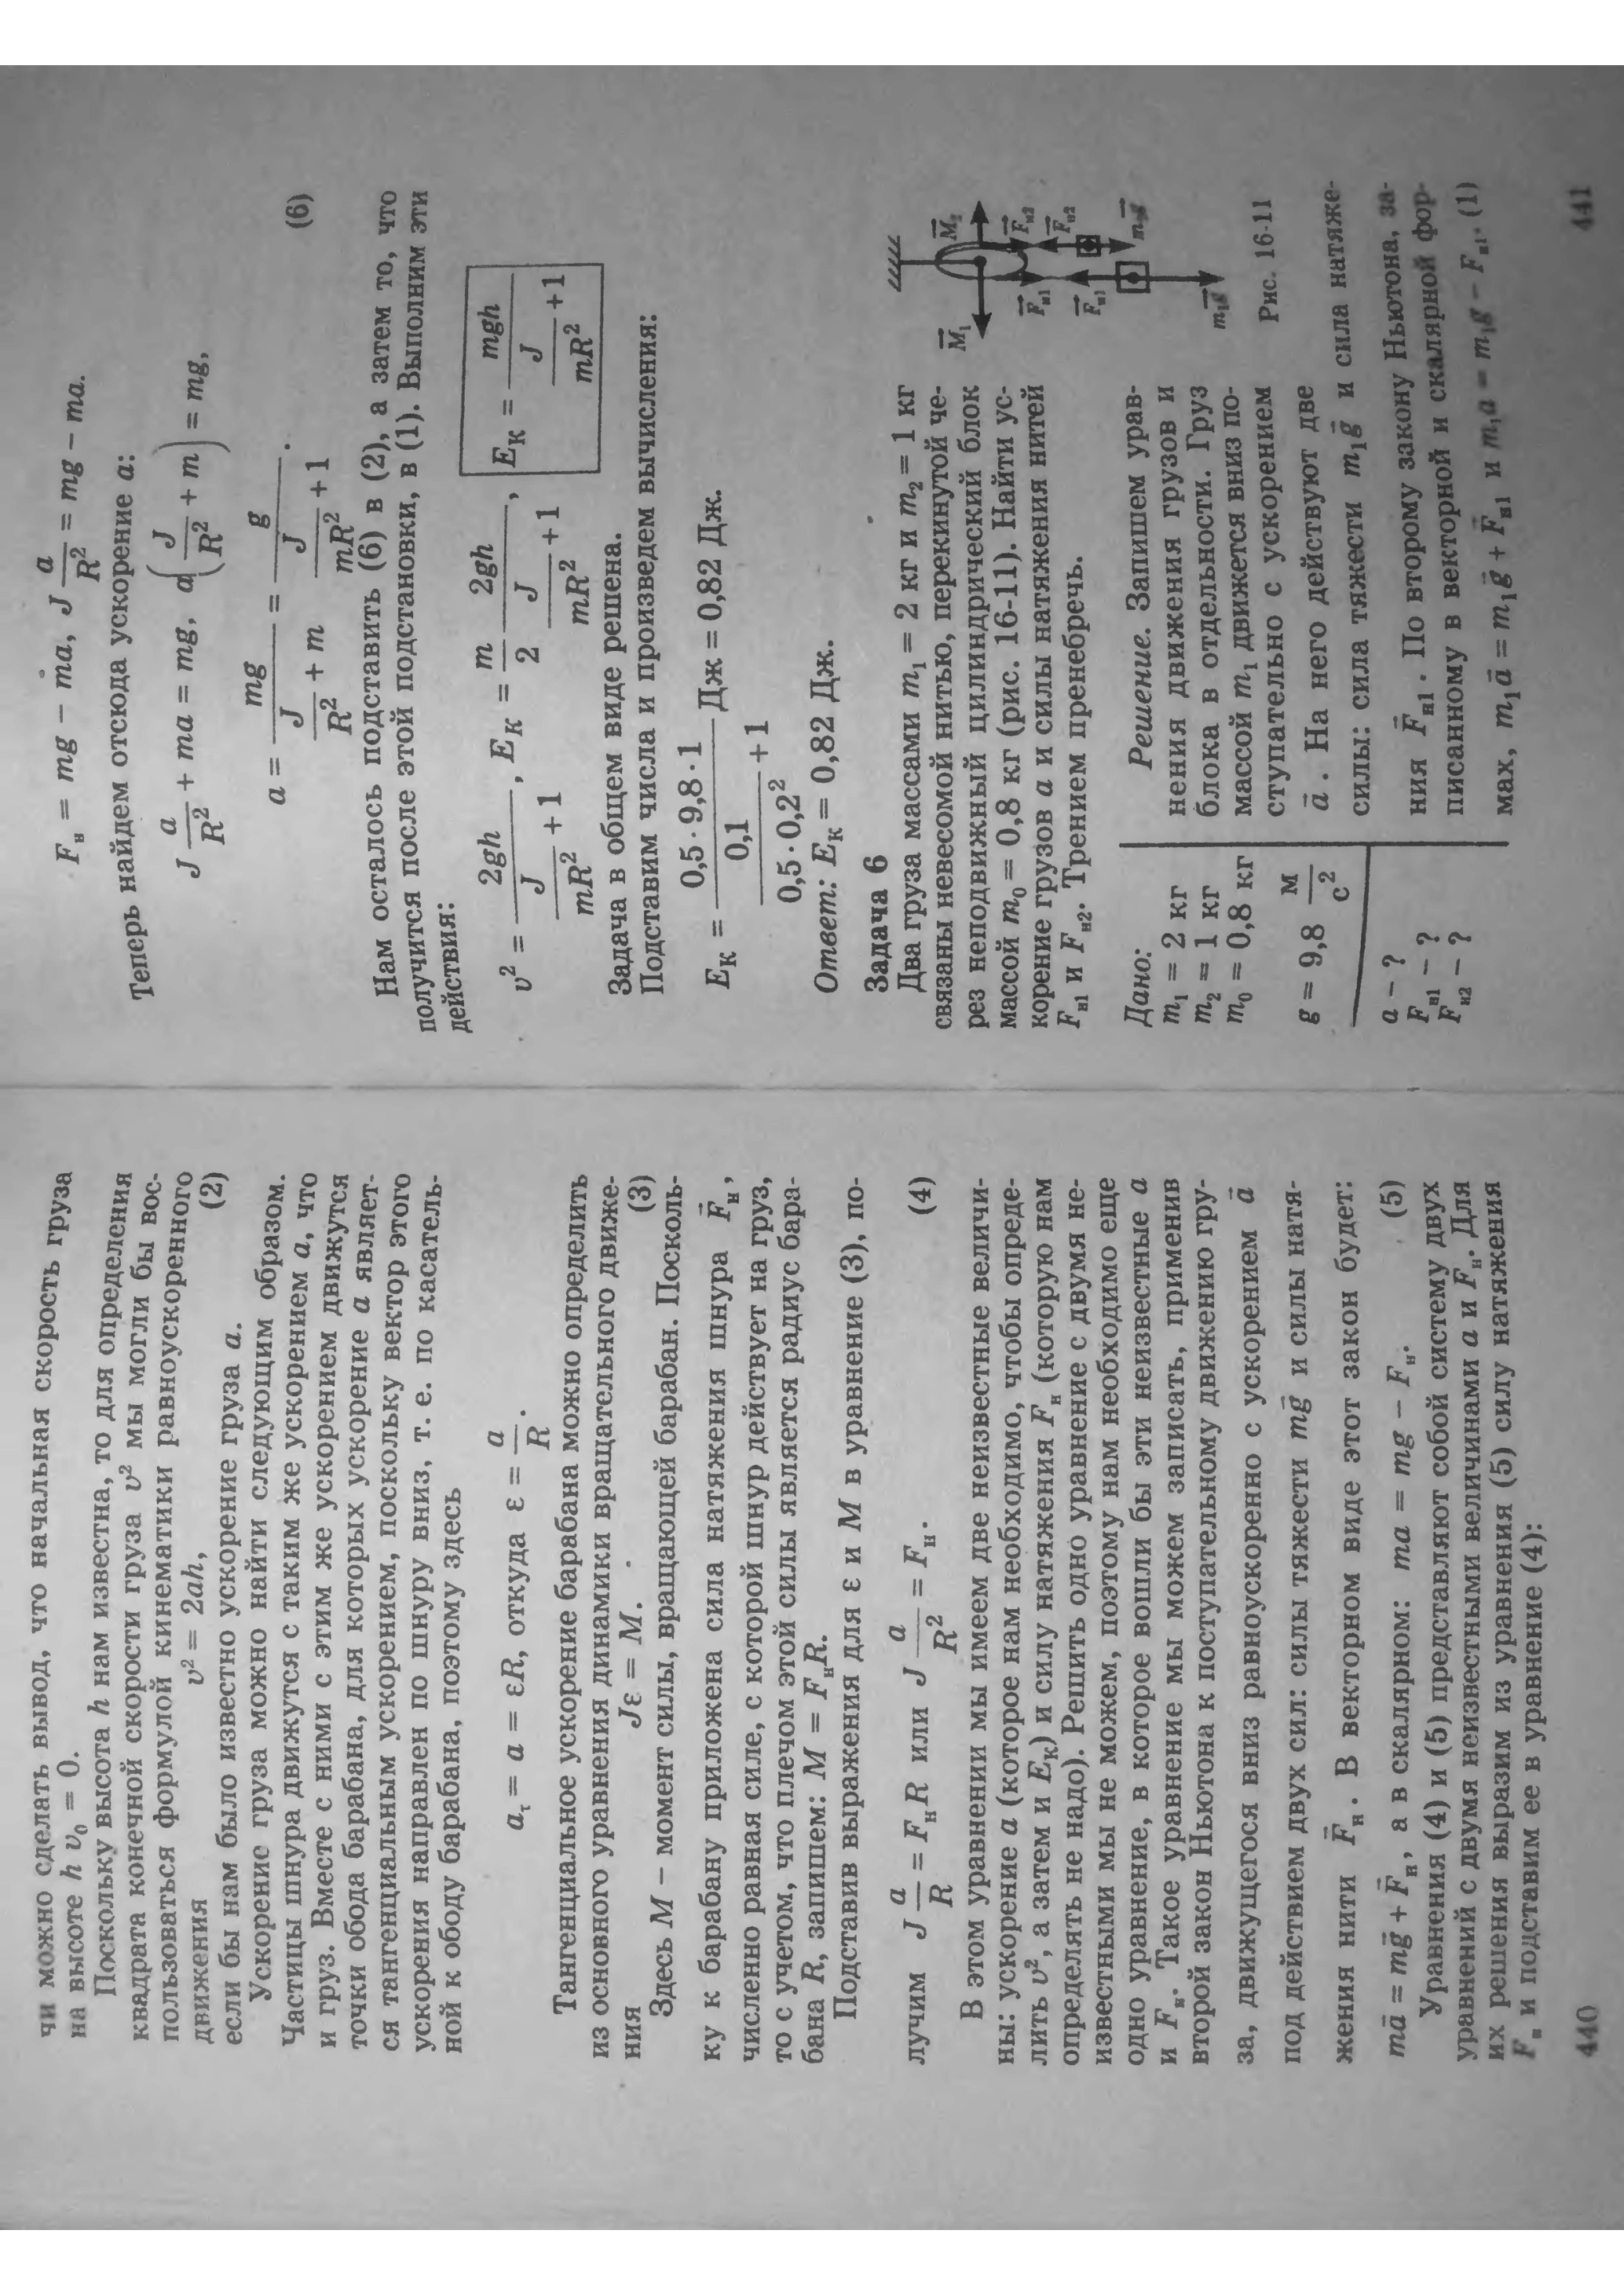 чи можно сделать вывод, что начальная скорость груза
на высоте h v₀ = 0.
Поскольку высота h нам известна, то для определения
квадрата конечной скорости груза v² мы могли бы вос-
пользоваться формулой кинематики равноускоренного
движения v² = 2ah, (2)
если бы нам было известно ускорение груза a.
Ускорение груза можно найти следующим образом.
Частицы шнура движутся с таким же ускорением a, что
и груз. Вместе с ними с этим же ускорением движутся
точки обода барабана, для которых ускорение a являет-
ся тангенциальным ускорением, поскольку вектор этого
ускорения направлен по шнуру вниз, т. е. по касатель-
ной к ободу барабана, поэтому здесь
aτ = a = εR, откуда ε = a/R.
Тангенциальное ускорение барабана можно определить
из основного уравнения динамики вращательного движе-
ния Jε = M. (3)
Здесь M – момент силы, вращающей барабан. Посколь-
ку к барабану приложена сила натяжения шнура F⃗н,
численно равная силе, с которой шнур действует на груз,
то с учетом, что плечом этой силы является радиус бара-
бана R, запишем: M = FнR.
Подставив выражения для ε и M в уравнение (3), по-
лучим J a/R = FнR или J a/R² = Fн. (4)
В этом уравнении мы имеем две неизвестные величи-
ны: ускорение a (которое нам необходимо, чтобы опреде-
лить v², а затем и Eк) и силу натяжения Fн (которую нам
определять не надо). Решить одно уравнение с двумя не-
известными мы не можем, поэтому нам необходимо еще
одно уравнение, в которое вошли бы эти неизвестные a
и Fн. Такое уравнение мы можем записать, применив
второй закон Ньютона к поступательному движению гру-
за, движущегося вниз равноускоренно с ускорением a⃗
под действием двух сил: силы тяжести mg⃗ и силы натя-
жения нити F⃗н. В векторном виде этот закон будет:
ma⃗ = mg⃗ + F⃗н, а в скалярном: ma = mg – Fн. (5)
Уравнения (4) и (5) представляют собой систему двух
уравнений с двумя неизвестными величинами a и Fн. Для
их решения выразим из уравнения (5) силу натяжения
Fн и подставим ее в уравнение (4):
440
Fн = mg – ma, J a/R² = mg – ma.
Теперь найдем отсюда ускорение a:
J a/R² + ma = mg, a(J/R² + m) = mg,
a = mg/(J/R² + m) = g/(J/mR² + 1). (6)
Нам осталось подставить (6) в (2), а затем то, что
получится после этой подстановки, в (1). Выполним эти
действия:
v² = 2gh/(J/mR² + 1), Eк = m/2 2gh/(J/mR² + 1), Eк = mgh/(J/mR² + 1)
Задача в общем виде решена.
Подставим числа и произведем вычисления:
Eк = 0,5 · 9,8 · 1/(0,1/0,5 · 0,2² + 1) Дж = 0,82 Дж.
Ответ: Eк = 0,82 Дж.
Задача 6
Два груза массами m₁ = 2 кг и m₂ = 1 кг
связаны невесомой нитью, перекинутой че-
рез неподвижный цилиндрический блок
массой m₀ = 0,8 кг (рис. 16-11). Найти ус-
корение грузов a и силы натяжения нитей
Fн1 и Fн2. Трением пренебречь.
M⃗₁ M⃗₂
F⃗н1 F⃗н2
F⃗н1 F⃗н2
m₁g⃗ m₂g⃗
Рис. 16-11
Дано:
m₁ = 2 кг
m₂ = 1 кг
m₀ = 0,8 кг
g = 9,8 м/с²
a – ?
Fн1 – ?
Fн2 – ?
Решение. Запишем урав-
нения движения грузов и
блока в отдельности. Груз
массой m₁ движется вниз по-
ступательно с ускорением
a⃗. На него действуют две
силы: сила тяжести m₁g⃗ и сила натяже-
ния F⃗н1. По второму закону Ньютона, за-
писанному в векторной и скалярной фор-
мах, m₁a⃗ = m₁g⃗ + F⃗н1 и m₁a = m₁g – Fн1. (1)
441